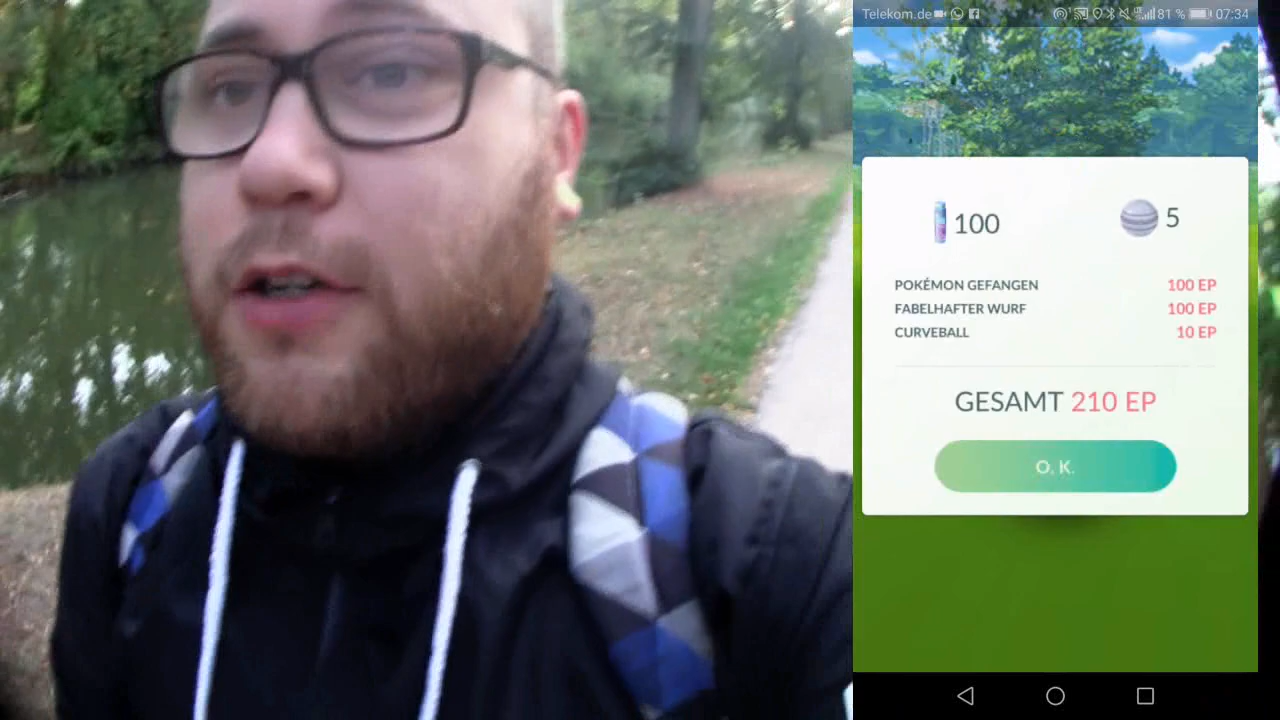 Telekom.de 81 % 07:34
100 5
POKÉMON GEFANGEN 100 EP
FABELHAFTER WURF 100 EP
CURVEBALL 10 EP
GESAMT 210 EP
O. K.